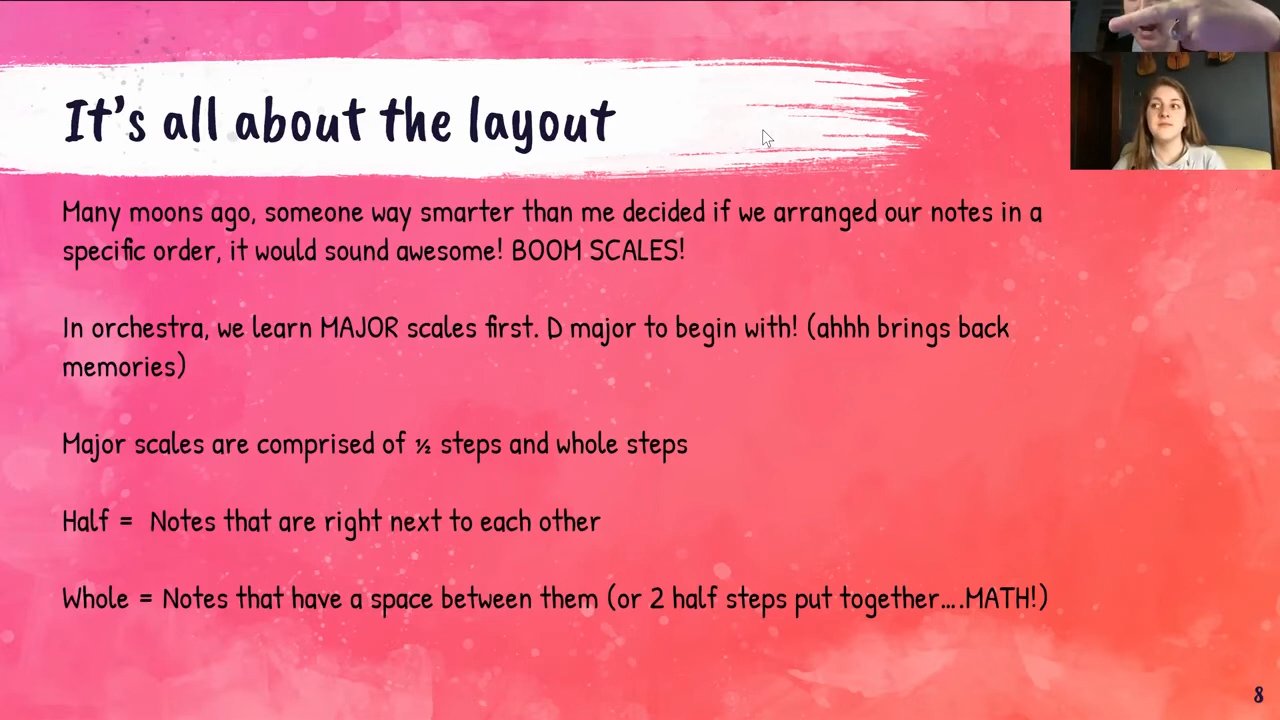 It's all about the layout
Many moons ago, someone way smarter than me decided if we arranged our notes in a
specific order, it would sound awesome! BOOM SCALES!
In orchestra, we learn MAJOR scales first. D major to begin with! (ahhh brings back
memories)
Major scales are comprised of ½ steps and whole steps
Half =  Notes that are right next to each other
Whole = Notes that have a space between them (or 2 half steps put together....MATH!)
8